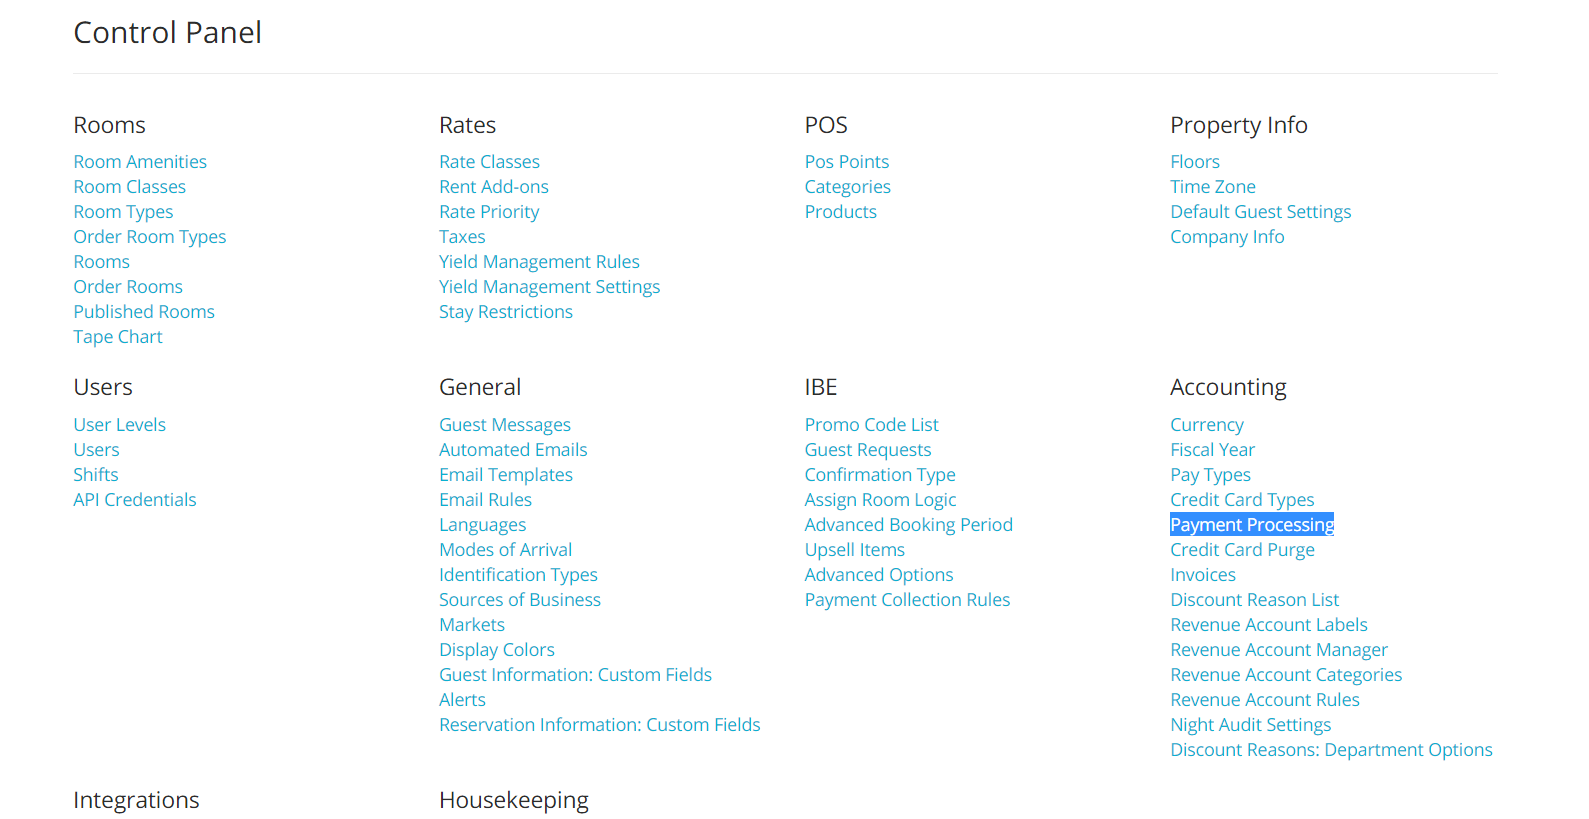 Control Panel
Rooms
Room Amenities
Room Classes
Room Types
Order Room Types
Rooms
Order Rooms
Published Rooms
Tape Chart
Rates
Rate Classes
Rent Add-ons
Rate Priority
Taxes
Yield Management Rules
Yield Management Settings
Stay Restrictions
POS
Pos Points
Categories
Products
Property Info
Floors
Time Zone
Default Guest Settings
Company Info
Users
User Levels
Users
Shifts
API Credentials
General
Guest Messages
Automated Emails
Email Templates
Email Rules
Languages
Modes of Arrival
Identification Types
Sources of Business
Markets
Display Colors
Guest Information: Custom Fields
Alerts
Reservation Information: Custom Fields
IBE
Promo Code List
Guest Requests
Confirmation Type
Assign Room Logic
Advanced Booking Period
Upsell Items
Advanced Options
Payment Collection Rules
Accounting
Currency
Fiscal Year
Pay Types
Credit Card Types
Payment Processing
Credit Card Purge
Invoices
Discount Reason List
Revenue Account Labels
Revenue Account Manager
Revenue Account Categories
Revenue Account Rules
Night Audit Settings
Discount Reasons: Department Options
Integrations
Housekeeping